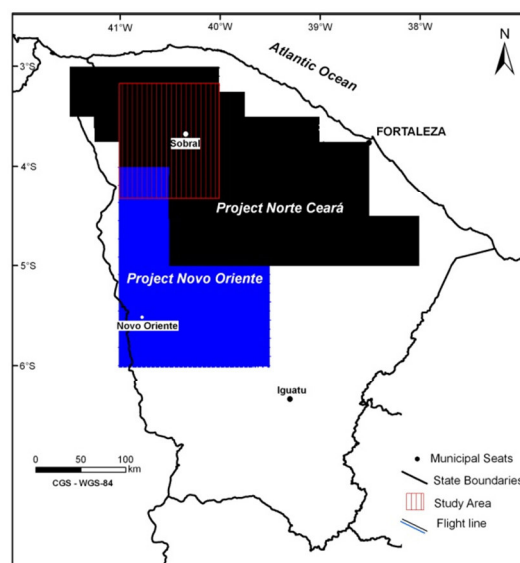 41°W 40°W 39°W 38°W
N
Atlantic Ocean
3°S
FORTALEZA
Sobral
4°S
Project Norte Ceará
5°S
Project Novo Oriente
Novo Oriente
6°S
Iguatu
0 50 100
km
CGS - WGS-84
Municipal Seats
State Boundaries
Study Area
Flight line